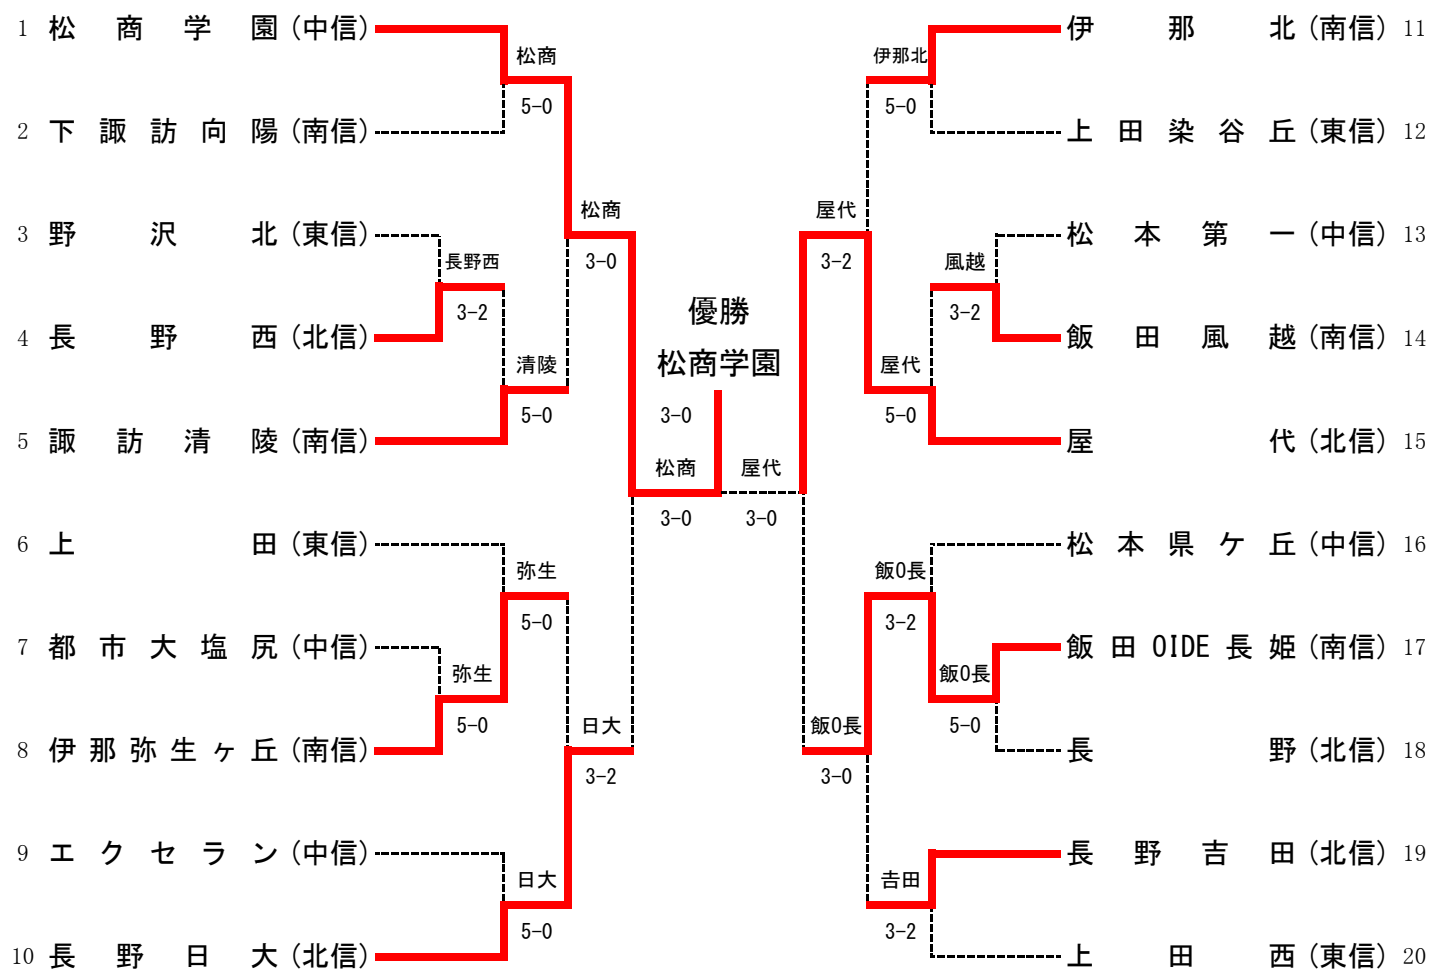 1 松商学園(中信)
2 下諏訪向陽(南信)
3 野沢北(東信)
4 長野西(北信)
5 諏訪清陵(南信)
6 上田(東信)
7 都市大塩尻(中信)
8 伊那弥生ヶ丘(南信)
9 エクセラン(中信)
10 長野日大(北信)
松商
5-0
長野西
3-2
清陵
5-0
弥生
5-0
弥生
5-0
日大
5-0
松商
3-0
日大
3-2
優勝
松商学園
3-0
松商
3-0
屋代
3-0
屋代
3-2
飯O長
3-0
伊那北
5-0
屋代
5-0
風越
3-2
飯O長
3-2
飯O長
5-0
吉田
3-2
伊那北(南信) 11
上田染谷丘(東信) 12
松本第一(中信) 13
飯田風越(南信) 14
屋代(北信) 15
松本県ケ丘(中信) 16
飯田OIDE長姫(南信) 17
長野(北信) 18
長野吉田(北信) 19
上田西(東信) 20